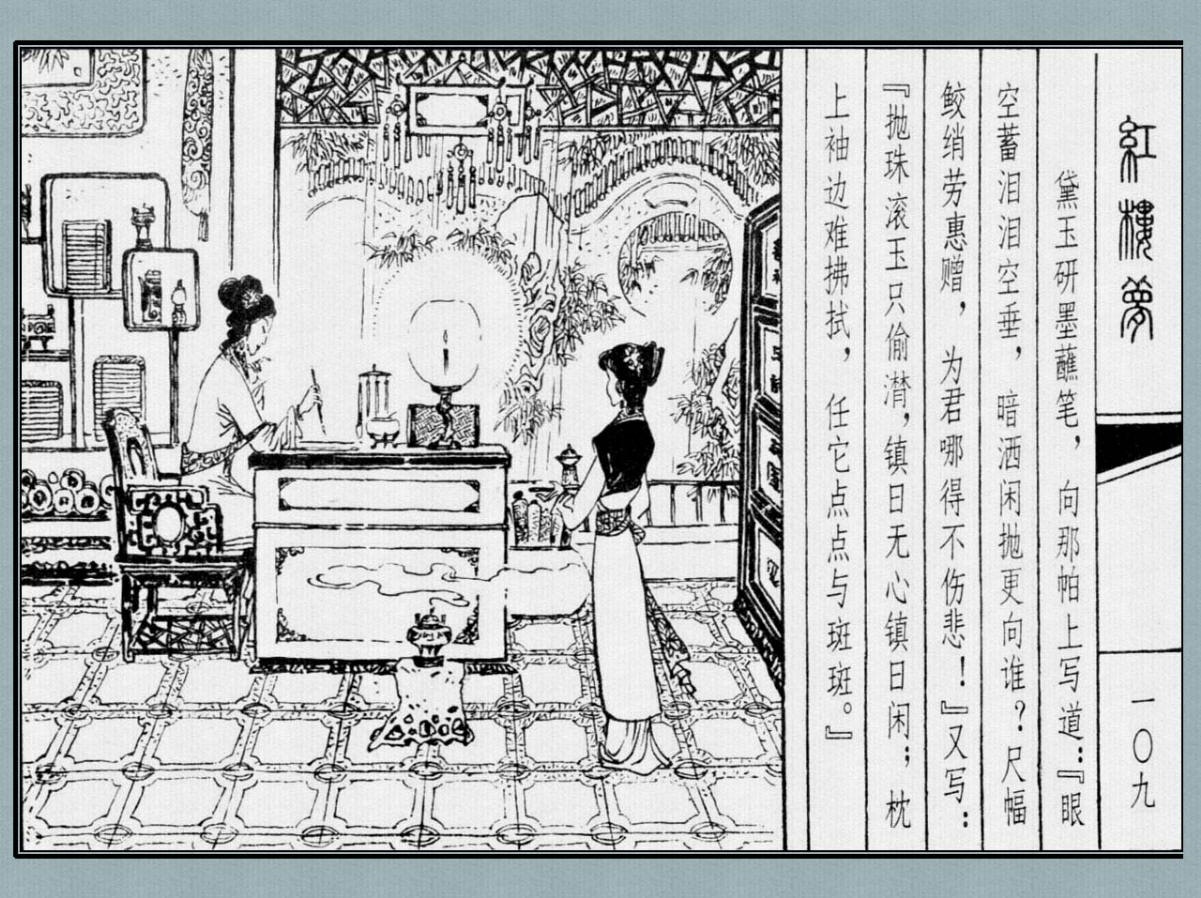 紅樓夢
一〇九
黛玉研墨蘸笔，向那帕上写道：『眼
空蓄泪泪空垂，暗洒闲抛更向谁？尺幅
鲛绡劳惠赠，为君哪得不伤悲！』又写：
『抛珠滚玉只偷潸，镇日无心镇日闲；枕
上袖边难拂拭，任它点点与斑斑。』